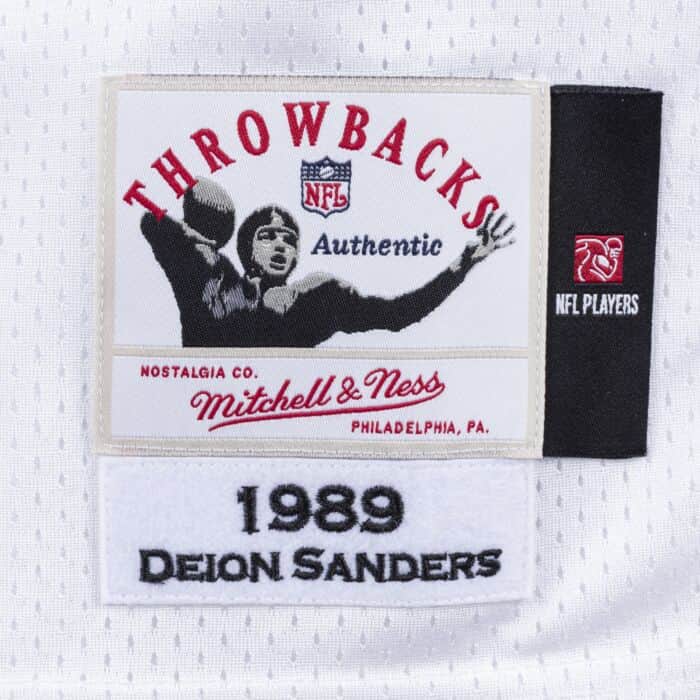 THROWBACKS
NFL
Authentic
NOSTALGIA CO.
Mitchell & Ness
PHILADELPHIA, PA.
NFL PLAYERS
1989
DEION SANDERS